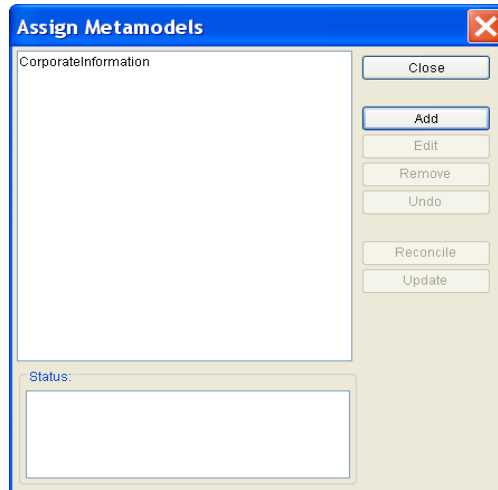 Assign Metamodels
CorporateInformation
Close
Add
Edit
Remove
Undo
Reconcile
Update
Status: